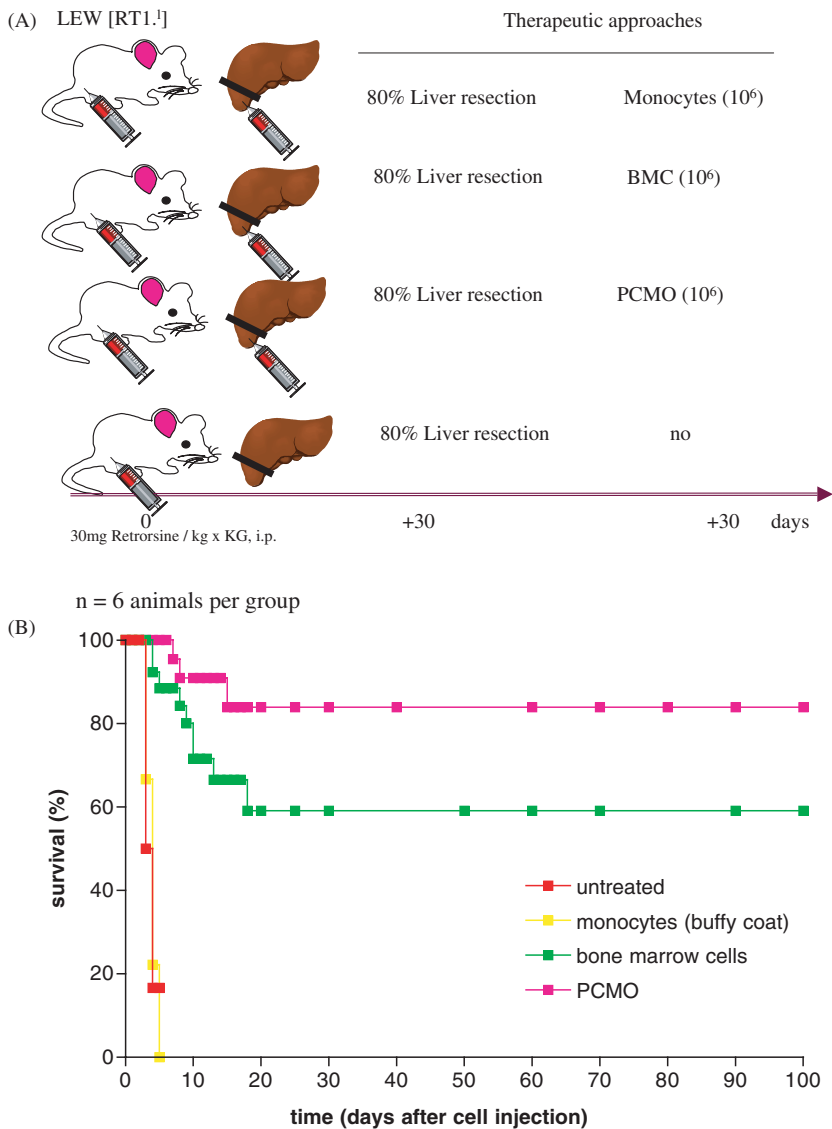 (A) LEW [RT1.ˡ] Therapeutic approaches
80% Liver resection Monocytes (10⁶)
80% Liver resection BMC (10⁶)
80% Liver resection PCMO (10⁶)
80% Liver resection no
0 +30 +30 days
30mg Retrorsine / kg x KG, i.p.
n = 6 animals per group
(B)
100
80
60
40
20
0
survival (%)
untreated
monocytes (buffy coat)
bone marrow cells
PCMO
0 10 20 30 40 50 60 70 80 90 100
time (days after cell injection)